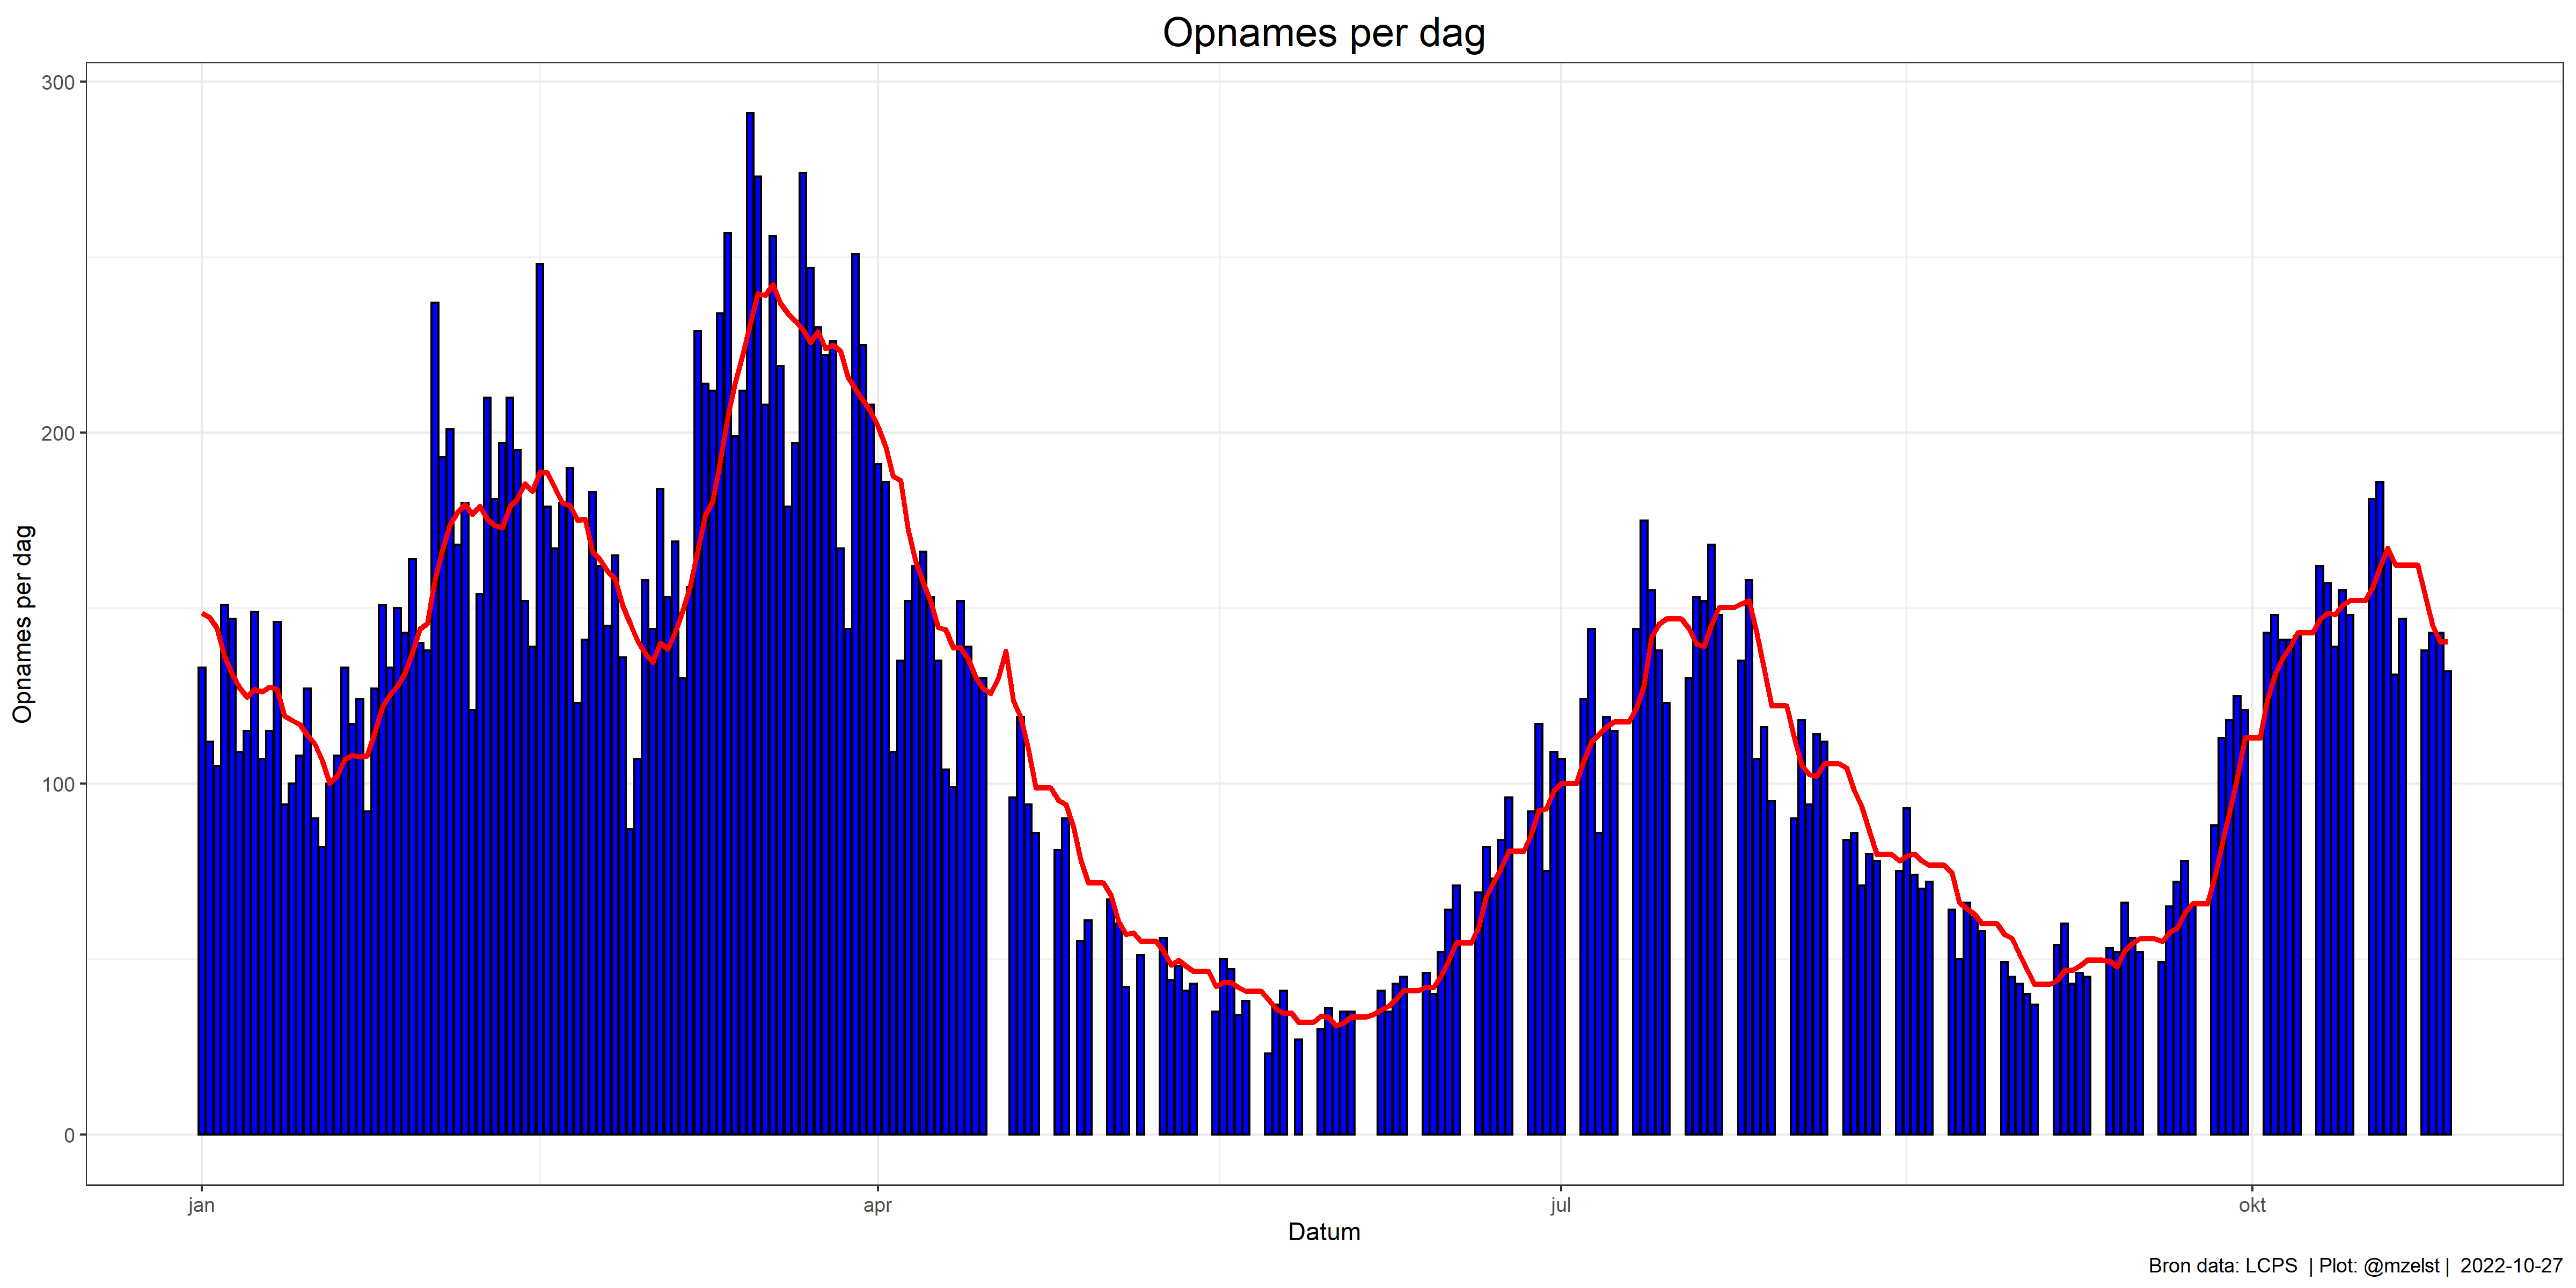 Opnames per dag
300
200
100
0
Opnames per dag
jan
apr
jul
okt
Datum
Bron data: LCPS | Plot: @mzelst | 2022-10-27